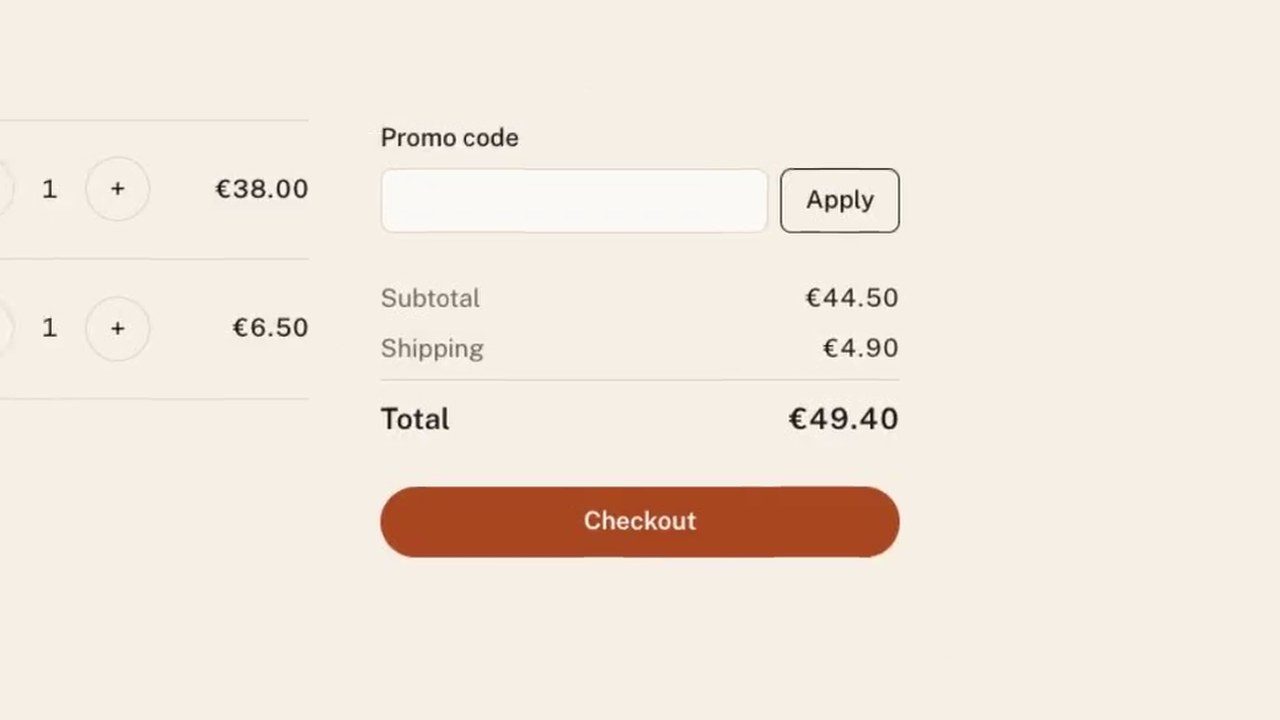 Promo code
1 + €38.00
Apply
Subtotal €44.50
1 + €6.50
Shipping €4.90
Total €49.40
Checkout